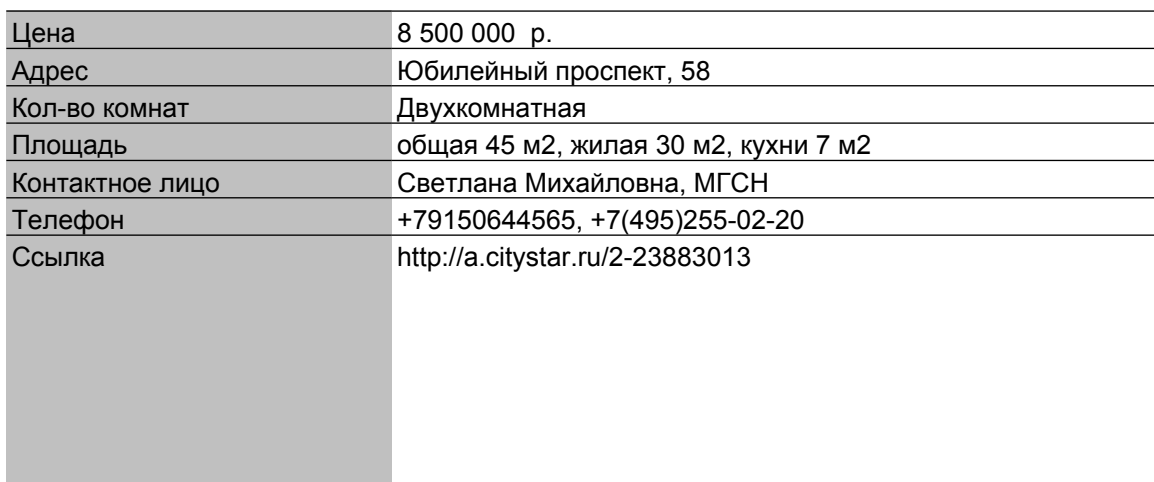 Цена 8 500 000 р.
Адрес Юбилейный проспект, 58
Кол-во комнат Двухкомнатная
Площадь общая 45 м2, жилая 30 м2, кухни 7 м2
Контактное лицо Светлана Михайловна, МГСН
Телефон +79150644565, +7(495)255-02-20
Ссылка http://a.citystar.ru/2-23883013